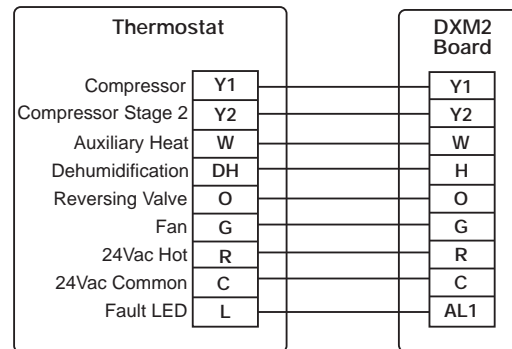 Thermostat
DXM2
Board
Compressor Y1 Y1
Compressor Stage 2 Y2 Y2
Auxiliary Heat W W
Dehumidification DH H
Reversing Valve O O
Fan G G
24Vac Hot R R
24Vac Common C C
Fault LED L AL1